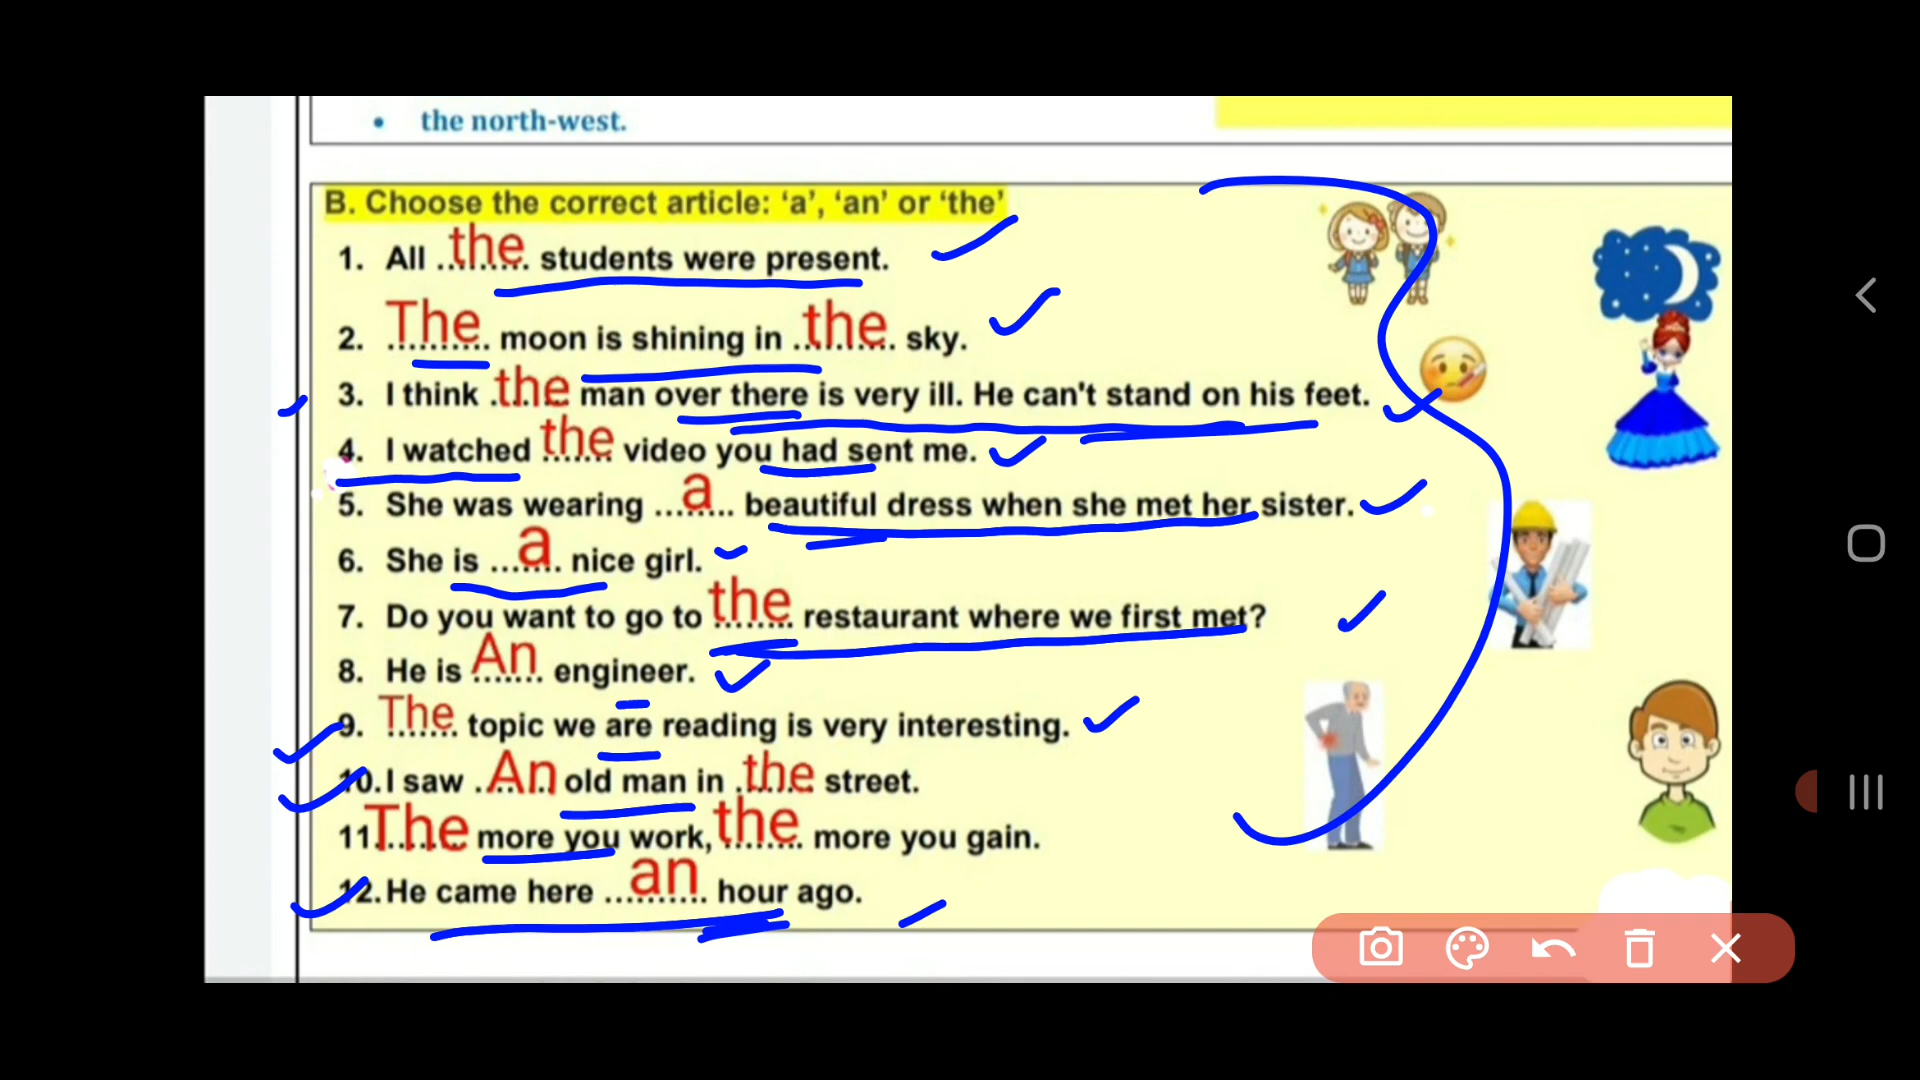 • the north-west.
B. Choose the correct article: ‘a’, ‘an’ or ‘the’
1. All ...the... students were present.
2. ...The... moon is shining in ...the... sky.
3. I think ...the... man over there is very ill. He can't stand on his feet.
4. I watched ...the... video you had sent me.
5. She was wearing ...a... beautiful dress when she met her sister.
6. She is ...a... nice girl.
7. Do you want to go to ...the... restaurant where we first met?
8. He is ...An... engineer.
9. ...The... topic we are reading is very interesting.
10. I saw ...An... old man in ...the... street.
11. ...The... more you work, ...the... more you gain.
12. He came here ...an... hour ago.